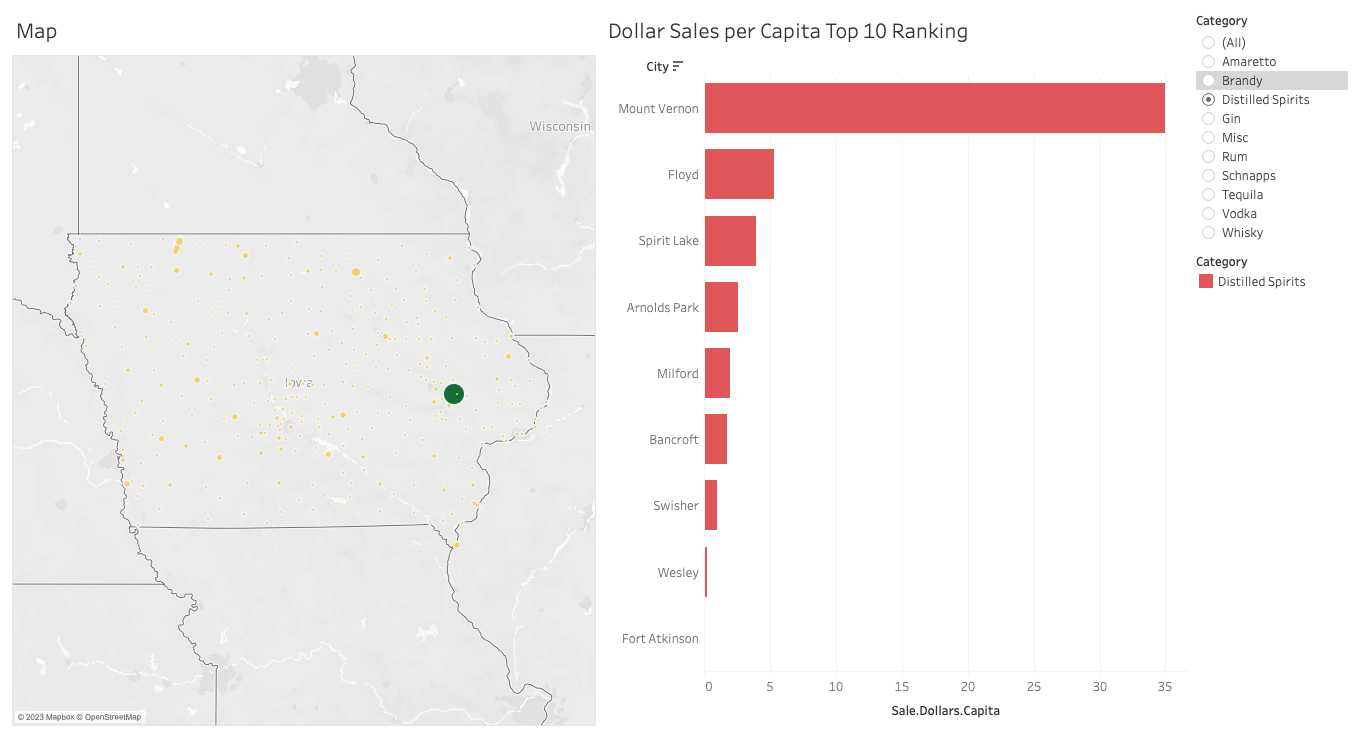 Map
Wisconsin
Iowa
© 2023 Mapbox © OpenStreetMap
Dollar Sales per Capita Top 10 Ranking
City
Mount Vernon
Floyd
Spirit Lake
Arnolds Park
Milford
Bancroft
Swisher
Wesley
Fort Atkinson
0 5 10 15 20 25 30 35
Sale.Dollars.Capita
Category
(All)
Amaretto
Brandy
Distilled Spirits
Gin
Misc
Rum
Schnapps
Tequila
Vodka
Whisky
Category
Distilled Spirits